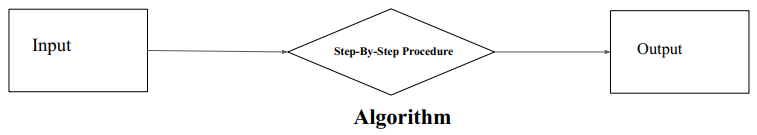 Input
Step-By-Step Procedure
Output
Algorithm